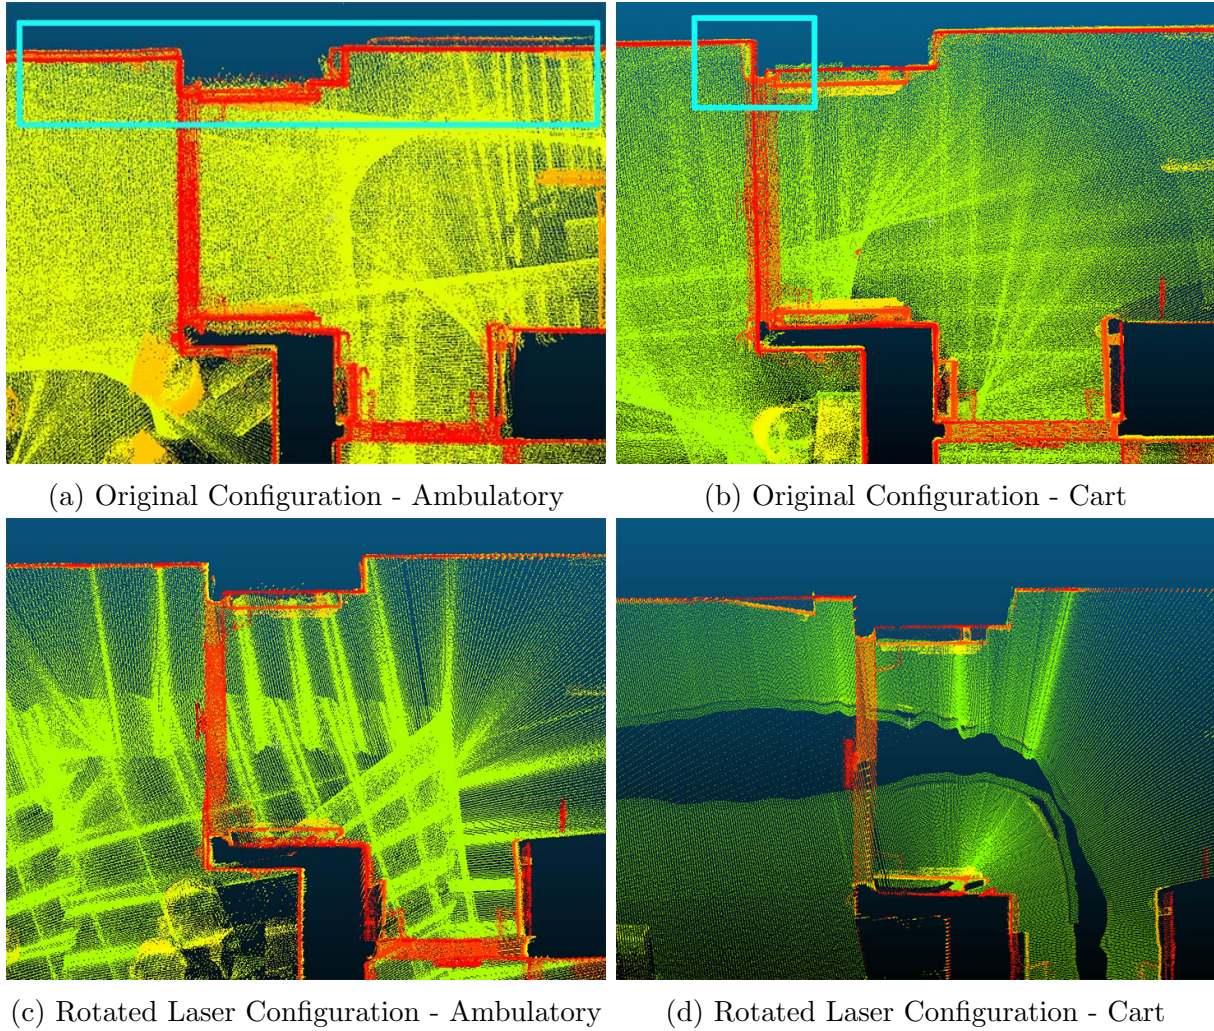 (a) Original Configuration - Ambulatory
(b) Original Configuration - Cart
(c) Rotated Laser Configuration - Ambulatory
(d) Rotated Laser Configuration - Cart